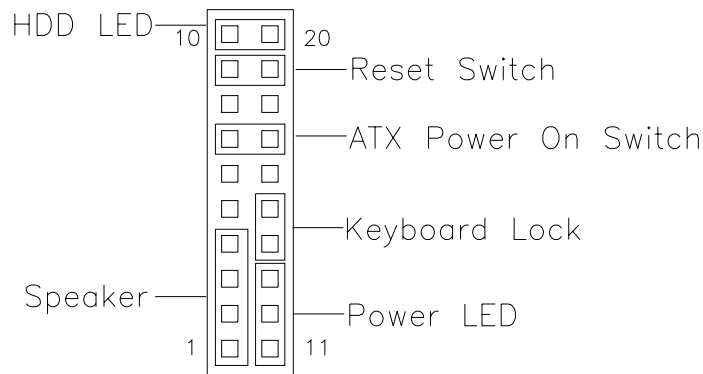 HDD LED
10
20
Reset Switch
ATX Power On Switch
Keyboard Lock
Speaker
Power LED
1
11